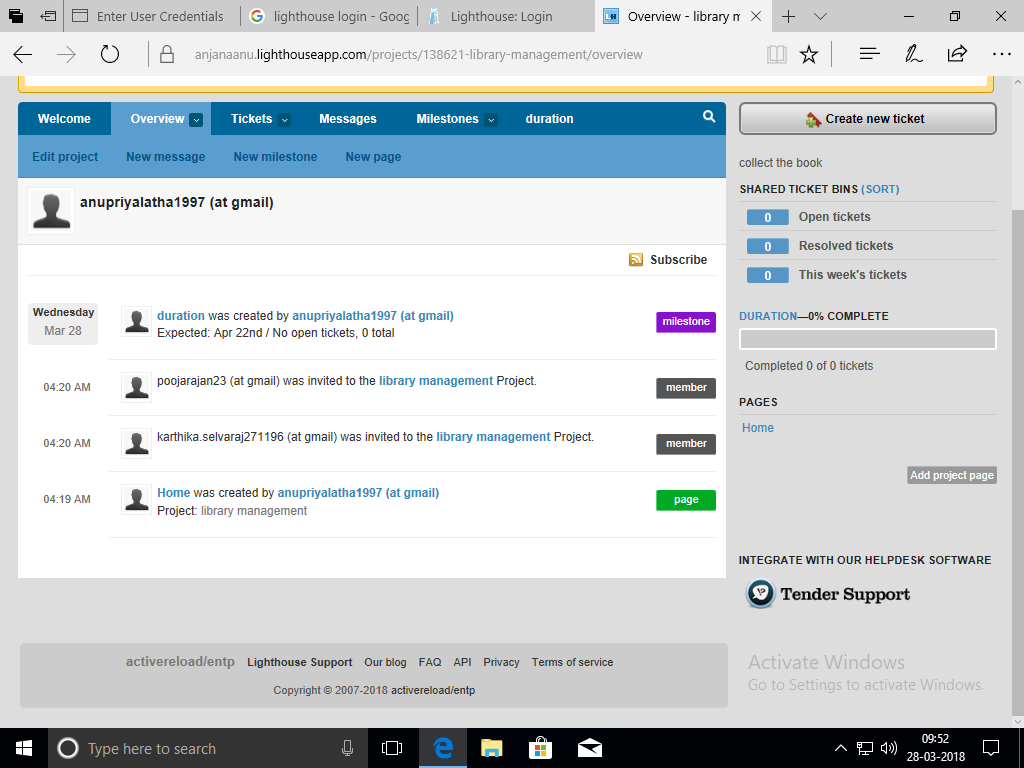 Enter User Credentials
lighthouse login - Goog
Lighthouse: Login
Overview - library m
anjanaanu.lighthouseapp.com/projects/138621-library-management/overview
Welcome
Overview
Tickets
Messages
Milestones
duration
Edit project
New message
New milestone
New page
anupriyalatha1997 (at gmail)
Subscribe
Wednesday
Mar 28
duration was created by anupriyalatha1997 (at gmail)
Expected: Apr 22nd / No open tickets, 0 total
milestone
04:20 AM
poojarajan23 (at gmail) was invited to the library management Project.
member
04:20 AM
karthika.selvaraj271196 (at gmail) was invited to the library management Project.
member
04:19 AM
Home was created by anupriyalatha1997 (at gmail)
Project: library management
page
Create new ticket
collect the book
SHARED TICKET BINS (SORT)
0 Open tickets
0 Resolved tickets
0 This week's tickets
DURATION—0% COMPLETE
Completed 0 of 0 tickets
PAGES
Home
Add project page
INTEGRATE WITH OUR HELPDESK SOFTWARE
Tender Support
activereload/entp Lighthouse Support Our blog FAQ API Privacy Terms of service
Copyright © 2007-2018 activereload/entp
Activate Windows
Go to Settings to activate Windows.
Type here to search
09:52
28-03-2018